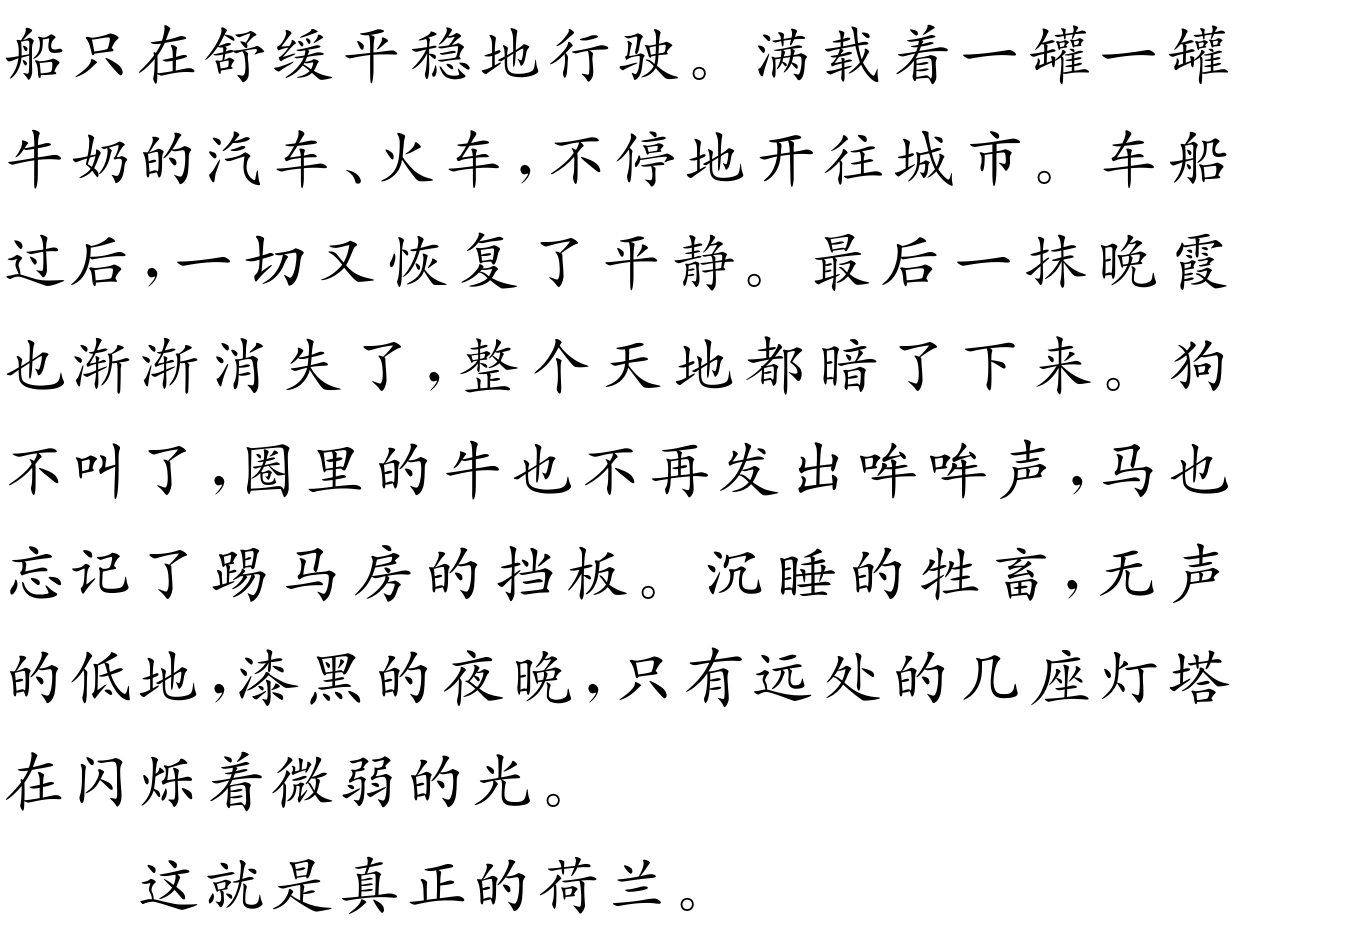 船只在舒缓平稳地行驶。满载着一罐一罐
牛奶的汽车、火车,不停地开往城市。车船
过后,一切又恢复了平静。最后一抹晚霞
也渐渐消失了,整个天地都暗了下来。狗
不叫了,圈里的牛也不再发出哞哞声,马也
忘记了踢马房的挡板。沉睡的牲畜,无声
的低地,漆黑的夜晚,只有远处的几座灯塔
在闪烁着微弱的光。
这就是真正的荷兰。